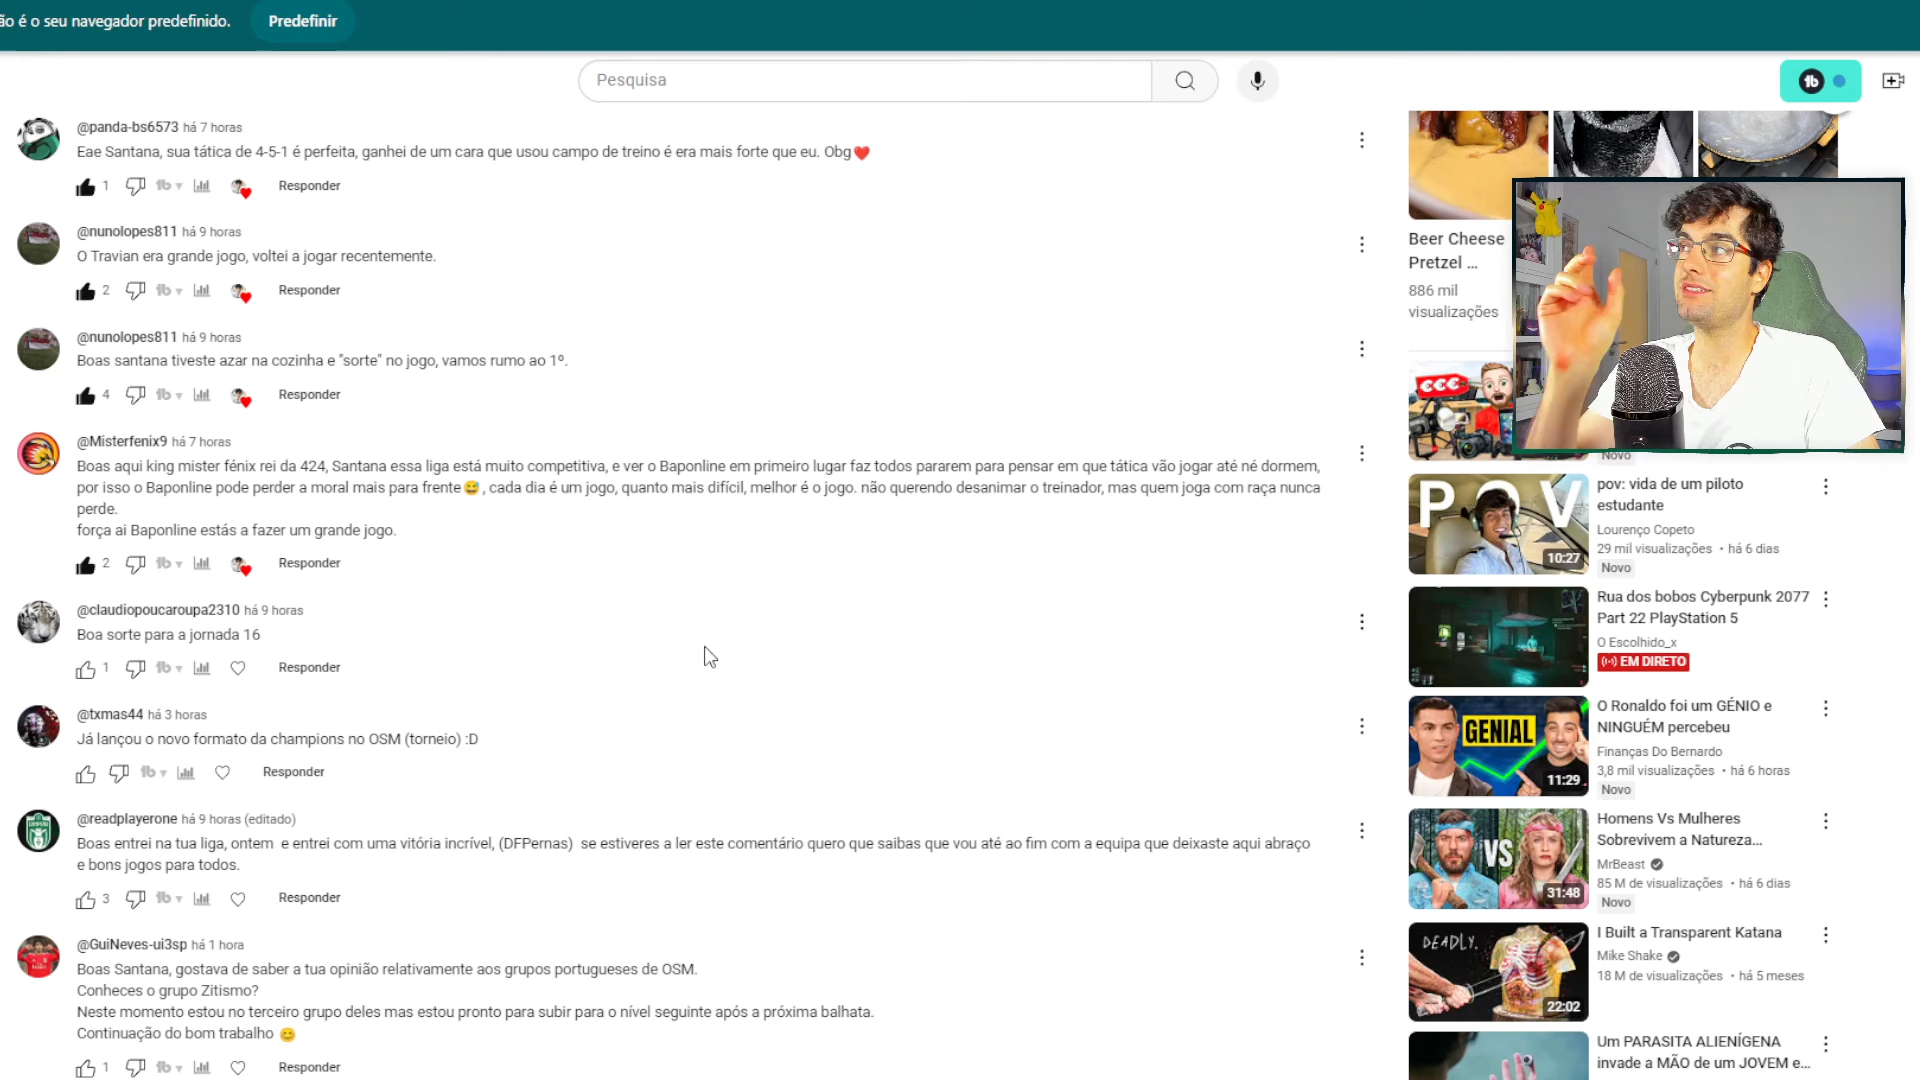 ão é o seu navegador predefinido.
Predefinir
Pesquisa
@panda-bs6573 há 7 horas
Eae Santana, sua tática de 4-5-1 é perfeita, ganhei de um cara que usou campo de treino é era mais forte que eu. Obg❤️
1
Responder
@nunolopes811 há 9 horas
O Travian era grande jogo, voltei a jogar recentemente.
2
Responder
@nunolopes811 há 9 horas
Boas santana tiveste azar na cozinha e "sorte" no jogo, vamos rumo ao 1º.
4
Responder
@Misterfenix9 há 7 horas
Boas aqui king mister fénix rei da 424, Santana essa liga está muito competitiva, e ver o Baponline em primeiro lugar faz todos pararem para pensar em que tática vão jogar até né dormem,
por isso o Baponline pode perder a moral mais para frente😅, cada dia é um jogo, quanto mais difícil, melhor é o jogo. não querendo desanimar o treinador, mas quem joga com raça nunca
perde.
força ai Baponline estás a fazer um grande jogo.
2
Responder
@claudiopoucaroupa2310 há 9 horas
Boa sorte para a jornada 16
1
Responder
@txmas44 há 3 horas
Já lançou o novo formato da champions no OSM (torneio) :D
Responder
@readplayerone há 9 horas (editado)
Boas entrei na tua liga, ontem e entrei com uma vitória incrível, (DFPernas) se estiveres a ler este comentário quero que saibas que vou até ao fim com a equipa que deixaste aqui abraço
e bons jogos para todos.
3
Responder
@GuiNeves-ui3sp há 1 hora
Boas Santana, gostava de saber a tua opinião relativamente aos grupos portugueses de OSM.
Conheces o grupo Zitismo?
Neste momento estou no terceiro grupo deles mas estou pronto para subir para o nível seguinte após a próxima balhata.
Continuação do bom trabalho 😊
1
Responder
Beer Cheese
Pretzel ...
886 mil
visualizações
€€€
Novo
POV
10:27
pov: vida de um piloto
estudante
Lourenço Copeto
29 mil visualizações • há 6 dias
Novo
Rua dos bobos Cyberpunk 2077
Part 22 PlayStation 5
O Escolhido_x
EM DIRETO
GENIAL
11:29
O Ronaldo foi um GÉNIO e
NINGUÉM percebeu
Finanças Do Bernardo
3,8 mil visualizações • há 6 horas
Novo
VS
31:48
Homens Vs Mulheres
Sobrevivem a Natureza...
MrBeast
85 M de visualizações • há 6 dias
Novo
DEADLY.
22:02
I Built a Transparent Katana
Mike Shake
18 M de visualizações • há 5 meses
Um PARASITA ALIENÍGENA
invade a MÃO de um JOVEM e...